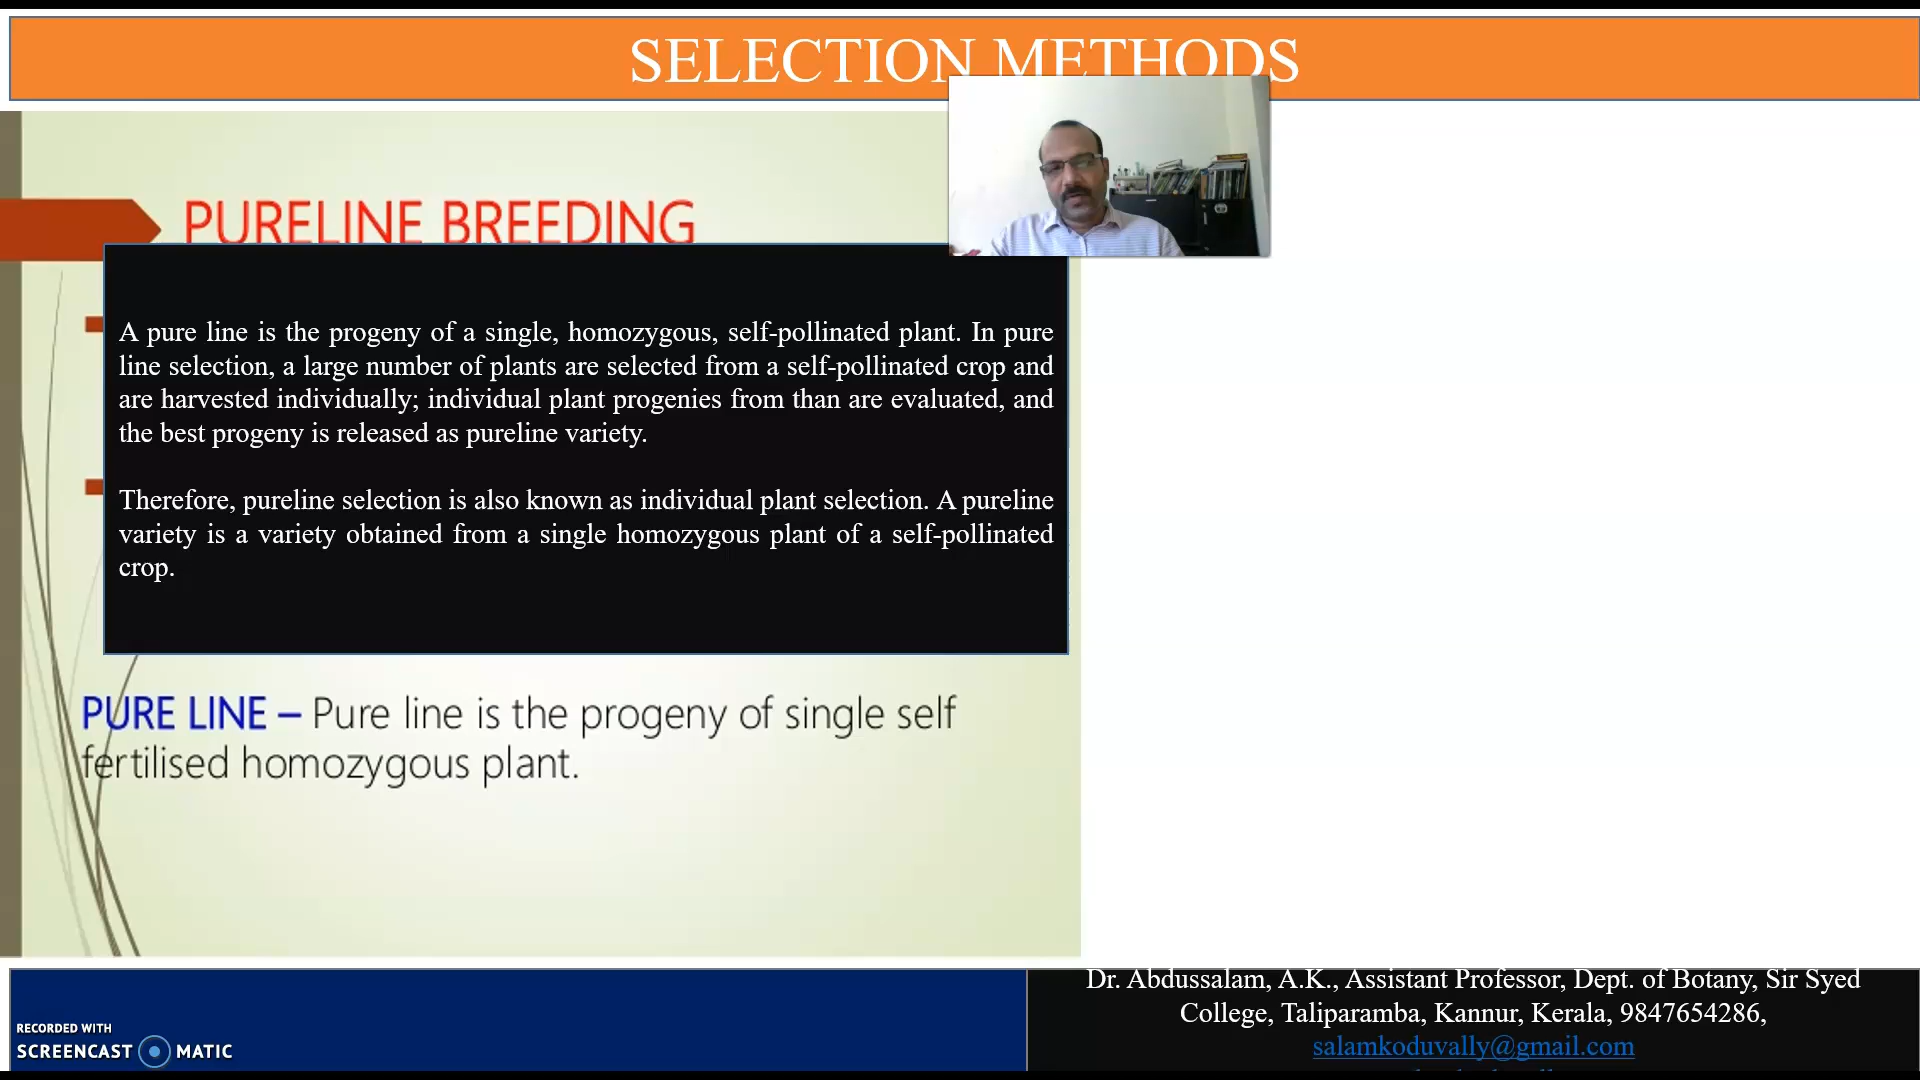 SELECTION METHODS
PURELINE BREEDING
A pure line is the progeny of a single, homozygous, self-pollinated plant. In pure
line selection, a large number of plants are selected from a self-pollinated crop and
are harvested individually; individual plant progenies from than are evaluated, and
the best progeny is released as pureline variety.
Therefore, pureline selection is also known as individual plant selection. A pureline
variety is a variety obtained from a single homozygous plant of a self-pollinated
crop.
PURE LINE – Pure line is the progeny of single self
fertilised homozygous plant.
Dr. Abdussalam, A.K., Assistant Professor, Dept. of Botany, Sir Syed
College, Taliparamba, Kannur, Kerala, 9847654286,
salamkoduvally@gmail.com
RECORDED WITH
SCREENCAST MATIC